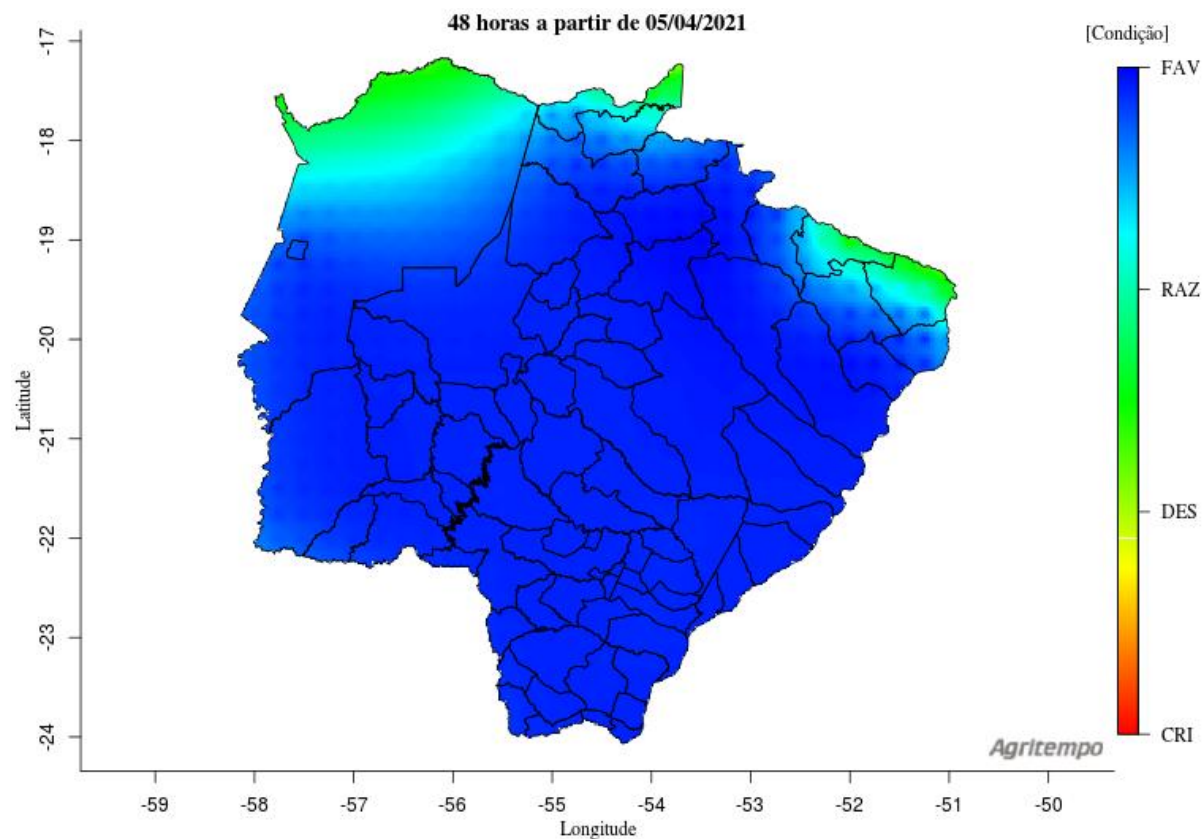 48 horas a partir de 05/04/2021
[Condição]
FAV
RAZ
DES
CRI
-17
-18
-19
-20
-21
-22
-23
-24
Latitude
Agritempo
-59 -58 -57 -56 -55 -54 -53 -52 -51 -50
Longitude